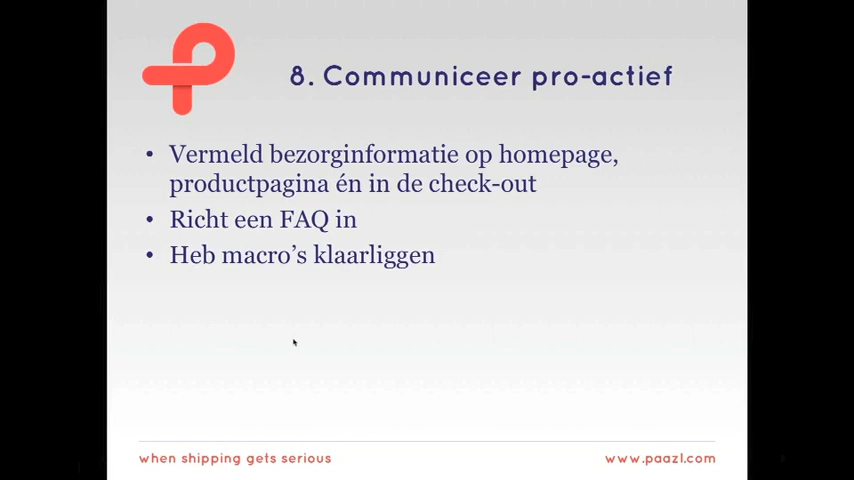 8. Communiceer pro-actief
• Vermeld bezorginformatie op homepage,
productpagina én in de check-out
• Richt een FAQ in
• Heb macro’s klaarliggen
when shipping gets serious
www.paazl.com